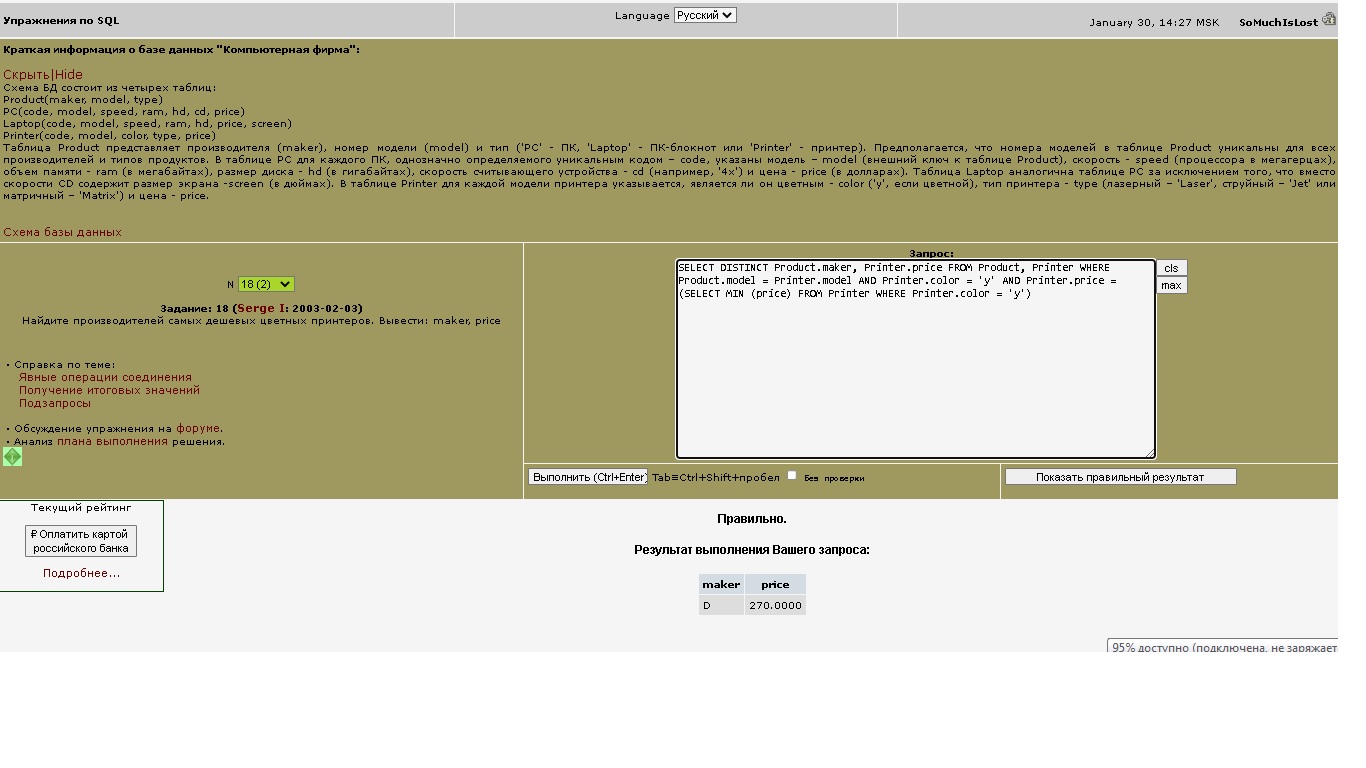 Упражнения по SQL
Language Русский
January 30, 14:27 MSK SoMuchIsLost
Краткая информация о базе данных "Компьютерная фирма":
Скрыть|Hide
Схема БД состоит из четырех таблиц:
Product(maker, model, type)
PC(code, model, speed, ram, hd, cd, price)
Laptop(code, model, speed, ram, hd, price, screen)
Printer(code, model, color, type, price)
Таблица Product представляет производителя (maker), номер модели (model) и тип ('PC' - ПК, 'Laptop' - ПК-блокнот или 'Printer' - принтер). Предполагается, что номера моделей в таблице Product уникальны для всех
производителей и типов продуктов. В таблице PC для каждого ПК, однозначно определяемого уникальным кодом – code, указаны модель – model (внешний ключ к таблице Product), скорость - speed (процессора в мегагерцах),
объем памяти - ram (в мегабайтах), размер диска - hd (в гигабайтах), скорость считывающего устройства - cd (например, '4x') и цена - price (в долларах). Таблица Laptop аналогична таблице РС за исключением того, что вместо
скорости CD содержит размер экрана -screen (в дюймах). В таблице Printer для каждой модели принтера указывается, является ли он цветным - color ('y', если цветной), тип принтера - type (лазерный – 'Laser', струйный – 'Jet' или
матричный – 'Matrix') и цена - price.
Схема базы данных
N 18 (2)
Задание: 18 (Serge I: 2003-02-03)
Найдите производителей самых дешевых цветных принтеров. Вывести: maker, price
• Справка по теме:
Явные операции соединения
Получение итоговых значений
Подзапросы
• Обсуждение упражнения на форуме.
• Анализ плана выполнения решения.
Запрос:
SELECT DISTINCT Product.maker, Printer.price FROM Product, Printer WHERE
Product.model = Printer.model AND Printer.color = 'y' AND Printer.price =
(SELECT MIN (price) FROM Printer WHERE Printer.color = 'y')
cls
max
Выполнить (Ctrl+Enter) Tab≡Ctrl+Shift+пробел Без проверки
Показать правильный результат
Текущий рейтинг
₽ Оплатить картой
российского банка
Подробнее...
Правильно.
Результат выполнения Вашего запроса:
maker price
D 270.0000
95% доступно (подключена, не заряжает